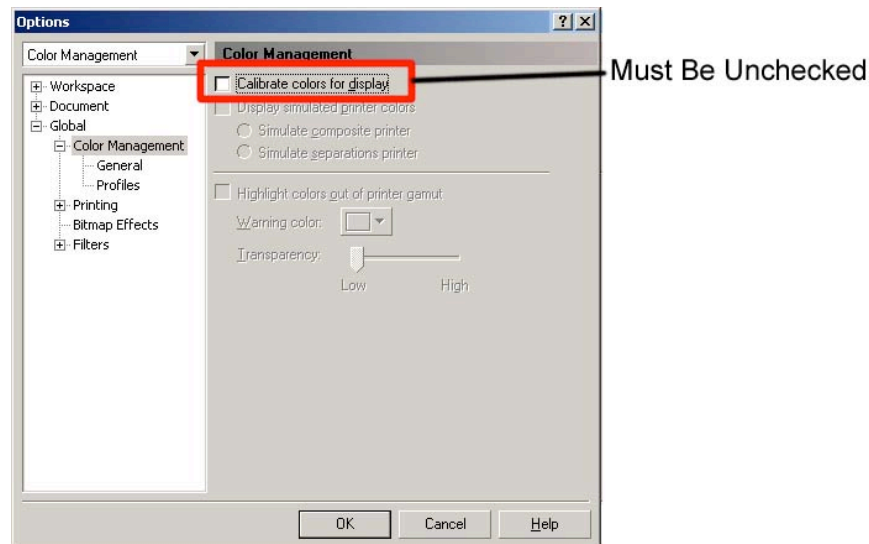 Options
Color Management
Color Management
Workspace
Document
Global
Color Management
General
Profiles
Printing
Bitmap Effects
Filters
Calibrate colors for display
Display simulated printer colors
Simulate composite printer
Simulate separations printer
Highlight colors out of printer gamut
Warning color:
Transparency:
Low High
OK Cancel Help
Must Be Unchecked